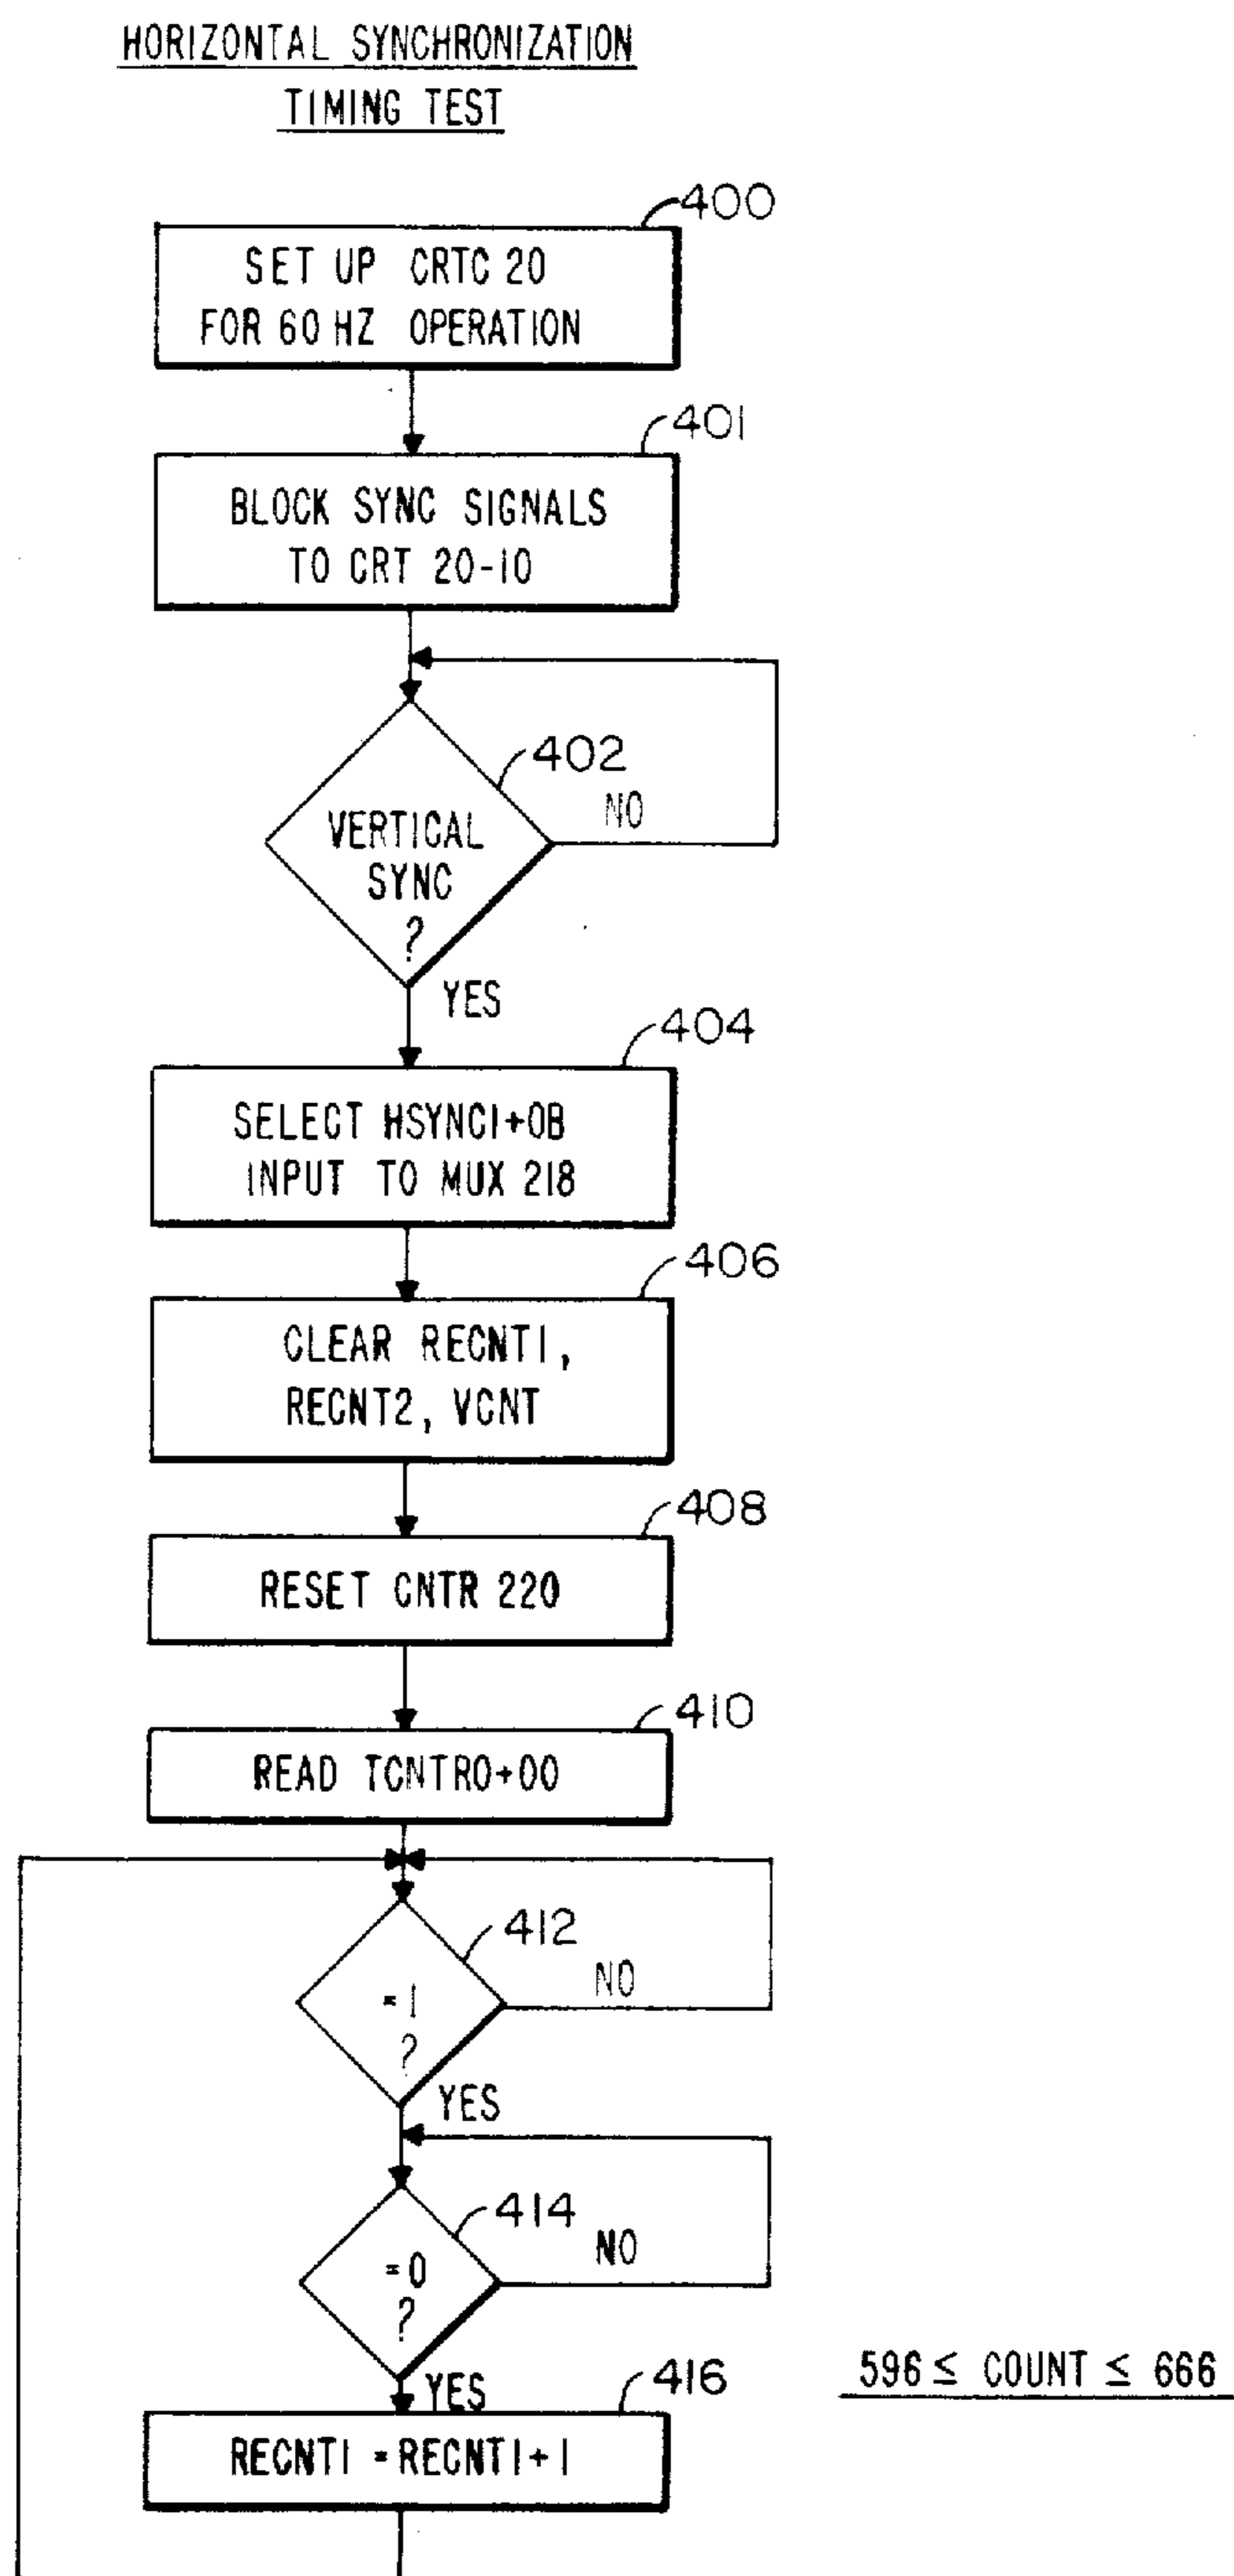 HORIZONTAL SYNCHRONIZATION
TIMING TEST
400
SET UP CRTC 20
FOR 60 HZ OPERATION
401
BLOCK SYNC SIGNALS
TO CRT 20-10
402
NO
VERTICAL
SYNC
?
YES
404
SELECT HSYNC1+0B
INPUT TO MUX 218
406
CLEAR RECNT1,
RECNT2, VCNT
408
RESET CNTR 220
410
READ TCNTR0+00
412
NO
=1
?
YES
414
NO
=0
?
YES
416
596 ≤ COUNT ≤ 666
RECNT1 = RECNT1+1